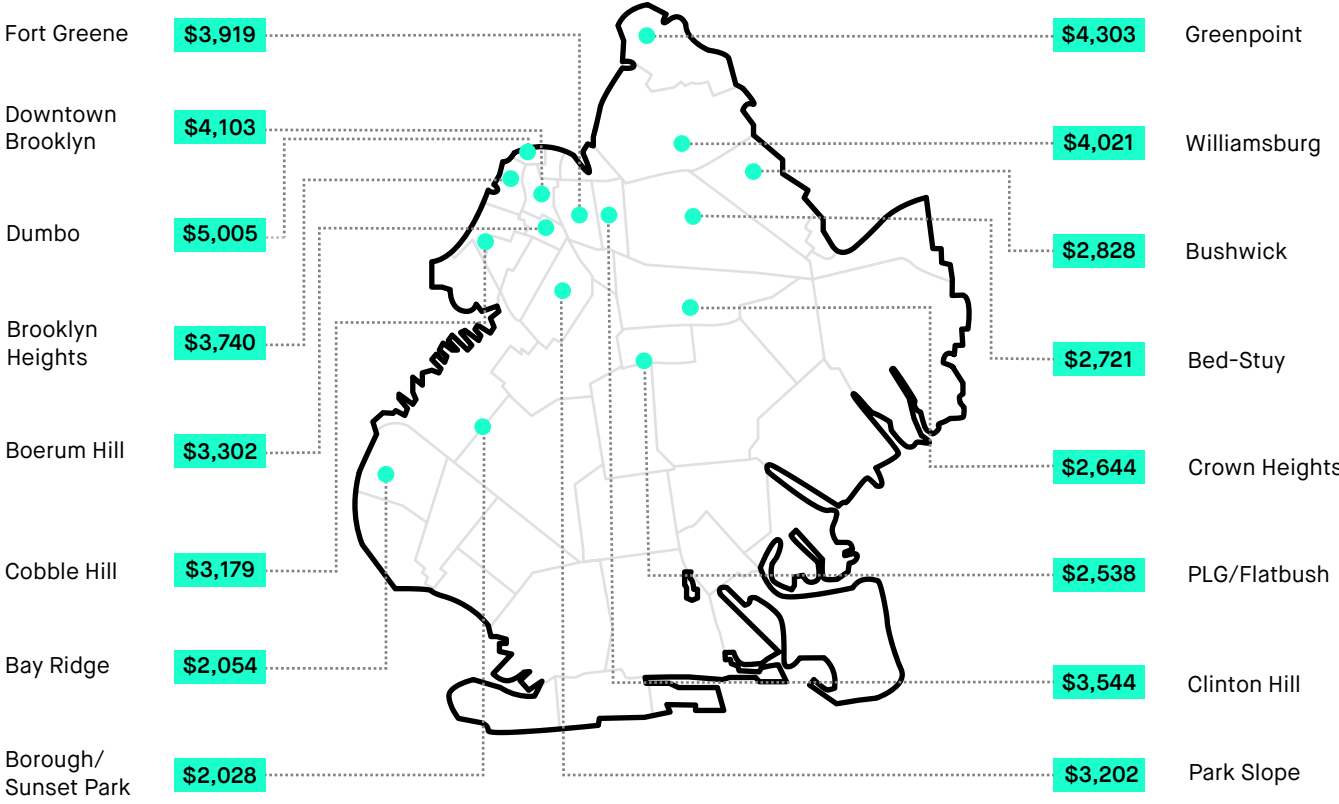 Fort Greene $3,919
Downtown
Brooklyn $4,103
Dumbo $5,005
Brooklyn
Heights $3,740
Boerum Hill $3,302
Cobble Hill $3,179
Bay Ridge $2,054
Borough/
Sunset Park $2,028
$4,303 Greenpoint
$4,021 Williamsburg
$2,828 Bushwick
$2,721 Bed-Stuy
$2,644 Crown Heights
$2,538 PLG/Flatbush
$3,544 Clinton Hill
$3,202 Park Slope